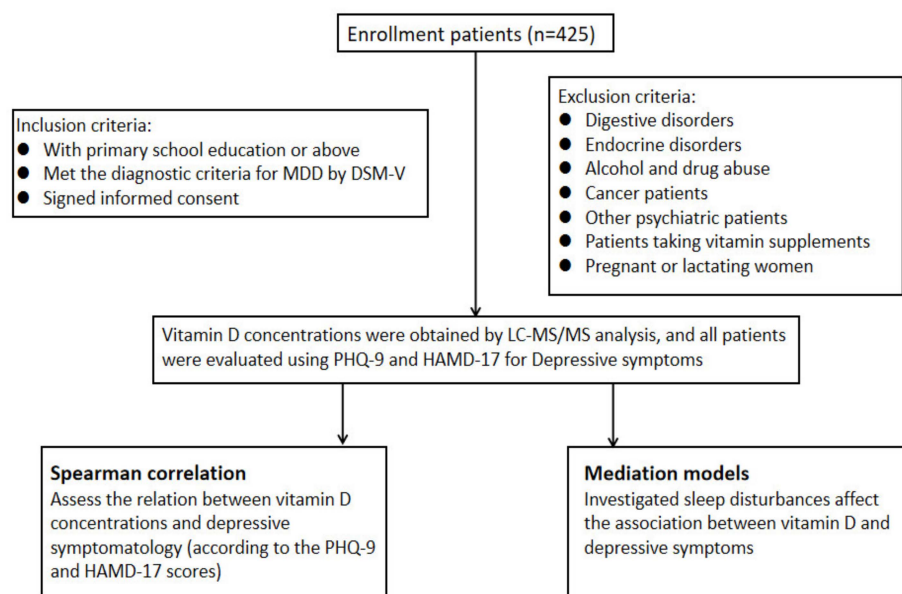 Enrollment patients (n=425)
Inclusion criteria:
● With primary school education or above
● Met the diagnostic criteria for MDD by DSM-V
● Signed informed consent
Exclusion criteria:
● Digestive disorders
● Endocrine disorders
● Alcohol and drug abuse
● Cancer patients
● Other psychiatric patients
● Patients taking vitamin supplements
● Pregnant or lactating women
Vitamin D concentrations were obtained by LC-MS/MS analysis, and all patients
were evaluated using PHQ-9 and HAMD-17 for Depressive symptoms
Spearman correlation
Assess the relation between vitamin D
concentrations and depressive
symptomatology (according to the PHQ-9
and HAMD-17 scores)
Mediation models
Investigated sleep disturbances affect
the association between vitamin D and
depressive symptoms